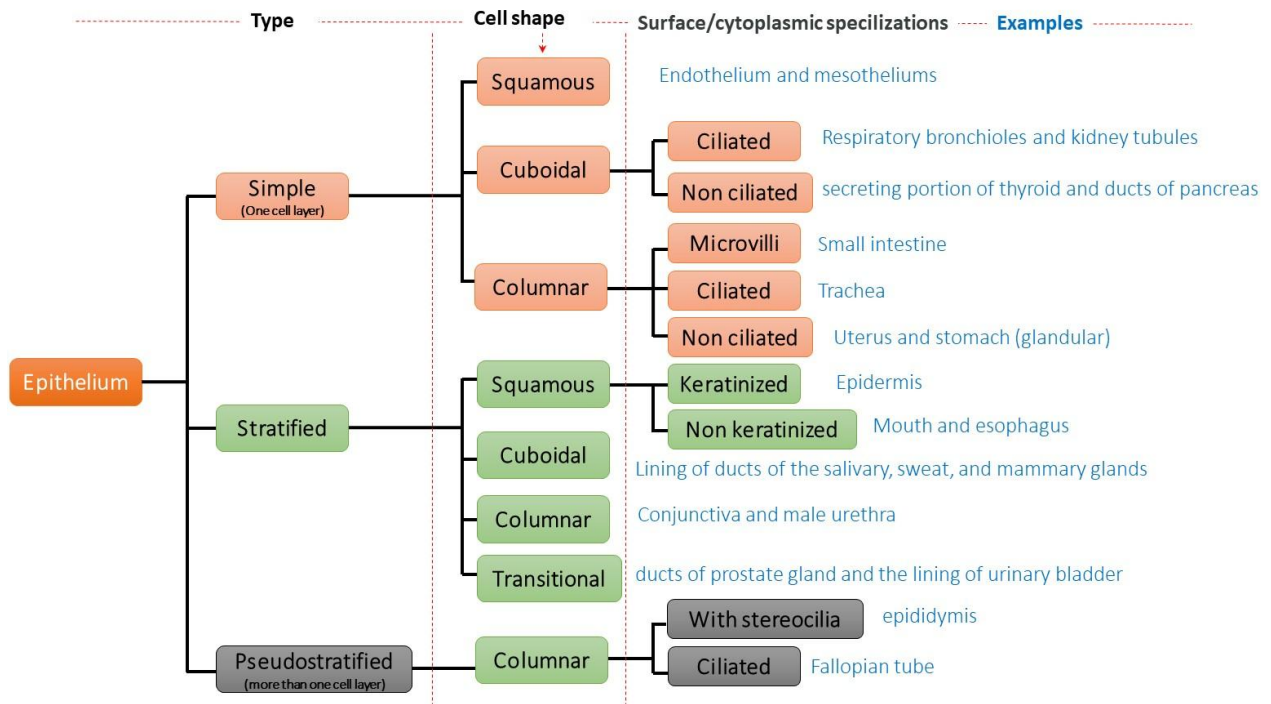 Type
Cell shape
Surface/cytoplasmic specilizations
Examples
Squamous
Endothelium and mesotheliums
Ciliated
Respiratory bronchioles and kidney tubules
Cuboidal
Simple
(One cell layer)
Non ciliated
secreting portion of thyroid and ducts of pancreas
Microvilli
Small intestine
Columnar
Ciliated
Trachea
Non ciliated
Uterus and stomach (glandular)
Epithelium
Squamous
Keratinized
Epidermis
Stratified
Non keratinized
Mouth and esophagus
Cuboidal
Lining of ducts of the salivary, sweat, and mammary glands
Columnar
Conjunctiva and male urethra
Transitional
ducts of prostate gland and the lining of urinary bladder
With stereocilia
epididymis
Pseudostratified
(more than one cell layer)
Columnar
Ciliated
Fallopian tube